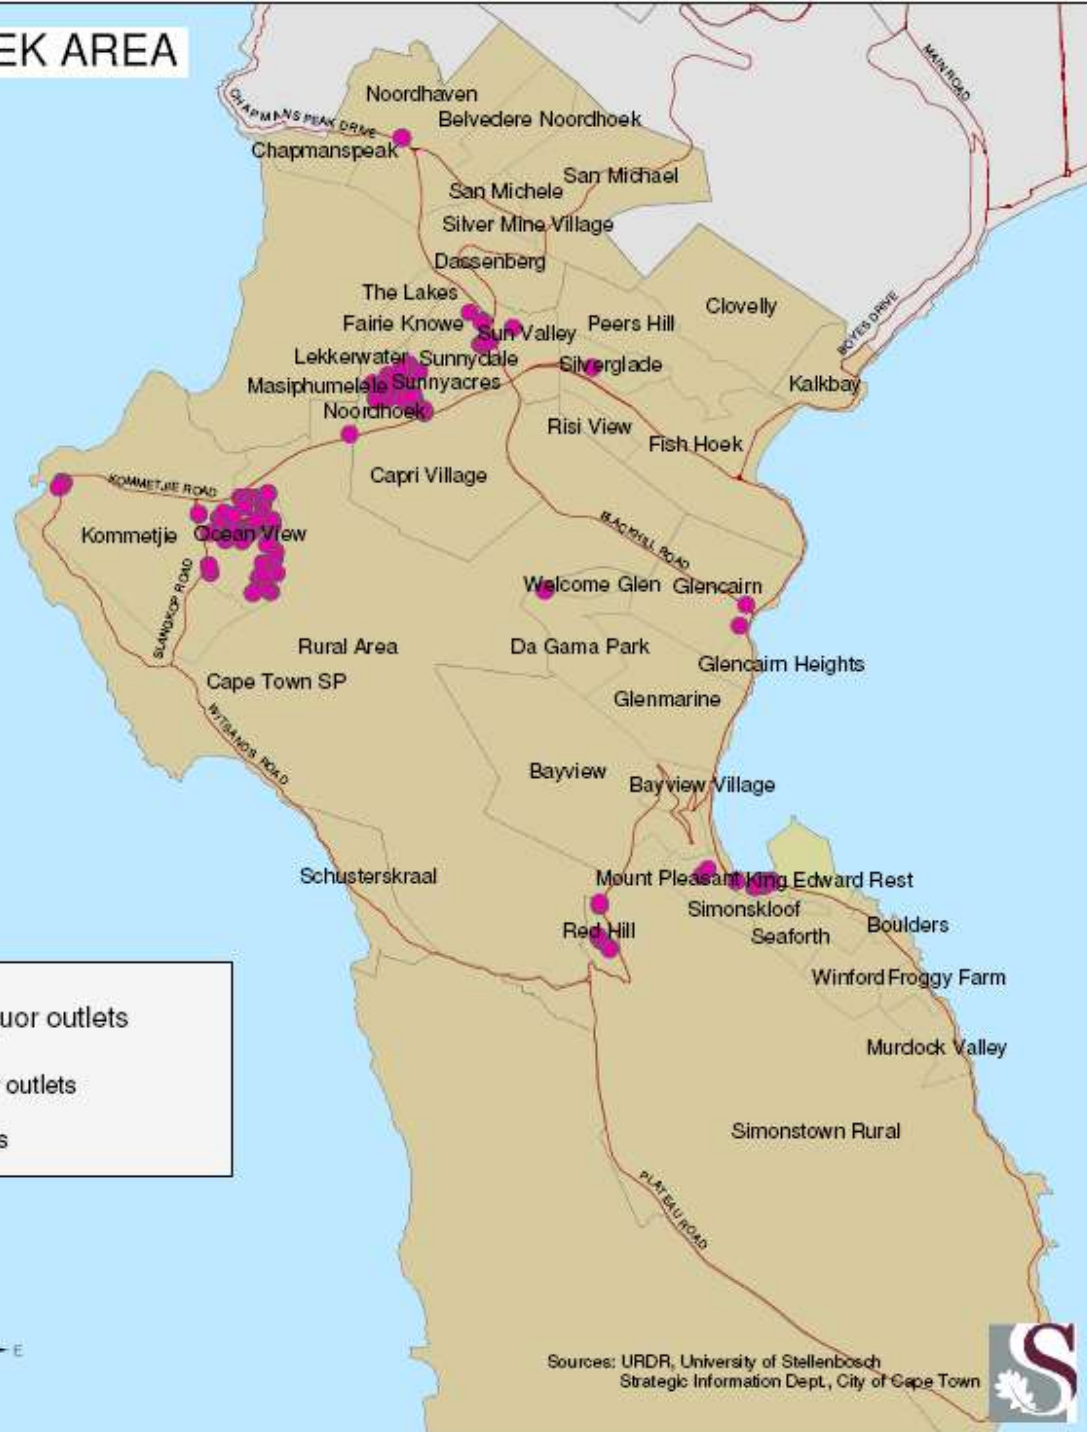 EK AREA
MAIN ROAD
Noordhaven
CHAPMANS PEAK DRIVE
Belvedere Noordhoek
Chapmanspeak
San Michael
San Michele
Silver Mine Village
Dassenberg
The Lakes
Clovelly
BOYES DRIVE
Fairie Knowe
Sun Valley
Peers Hill
Lekkerwater
Sunnydale
Silverglade
Masiphumelele
Sunnyacres
Kalkbay
Noordhoek
Risi View
Fish Hoek
Capri Village
KOMMETJIE ROAD
Kommetjie
Ocean View
BLACKHILL ROAD
Welcome Glen
Glencairn
SLANGKOP ROAD
Rural Area
Da Gama Park
Glencairn Heights
Cape Town SP
Glenmarine
WITSANDS ROAD
Bayview
Bayview Village
Schusterskraal
Mount Pleasant
King Edward Rest
Simonskloof
Red Hill
Seaforth
Boulders
Winford
Froggy Farm
uor outlets
Murdock Valley
outlets
s
Simonstown Rural
PLATEAU ROAD
E
Sources: URDR, University of Stellenbosch
Strategic Information Dept., City of Cape Town
S